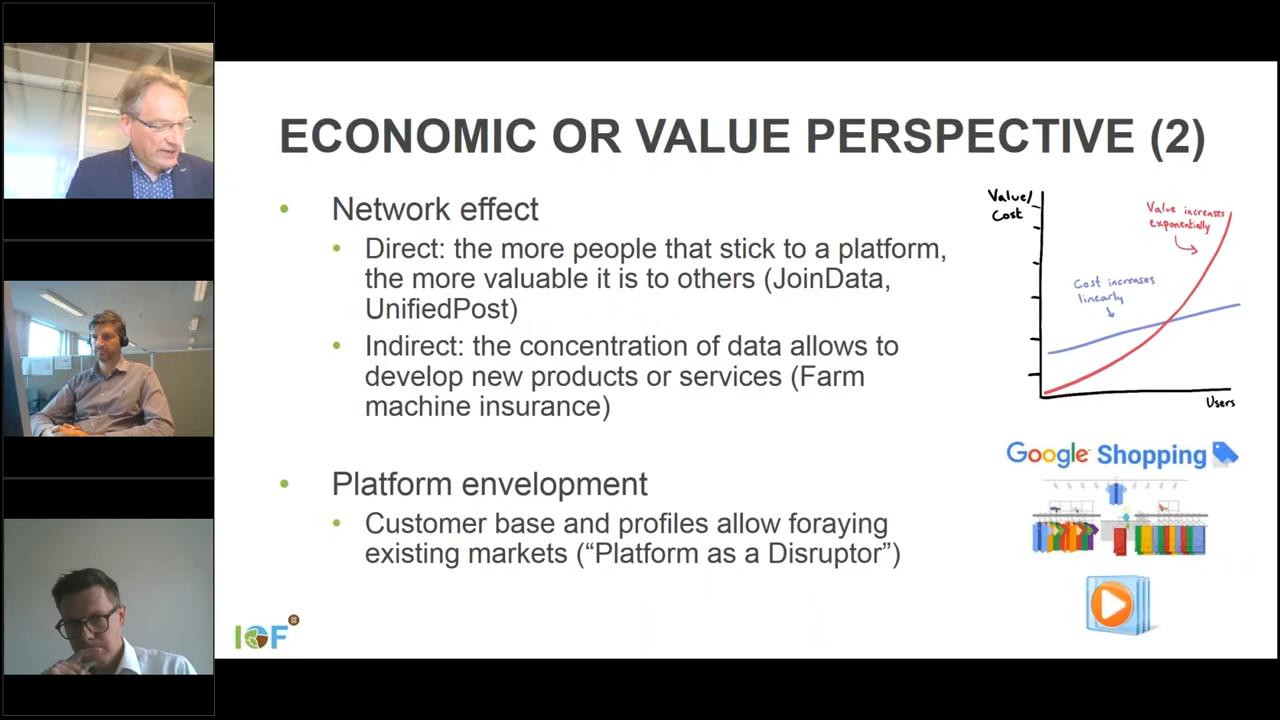 ECONOMIC OR VALUE PERSPECTIVE (2)
• Network effect
• Direct: the more people that stick to a platform,
the more valuable it is to others (JoinData,
UnifiedPost)
• Indirect: the concentration of data allows to
develop new products or services (Farm
machine insurance)
• Platform envelopment
• Customer base and profiles allow foraying
existing markets (“Platform as a Disruptor”)
Value/
Cost
Value increases
exponentially
Cost increases
linearly
Users
Google Shopping
IOF